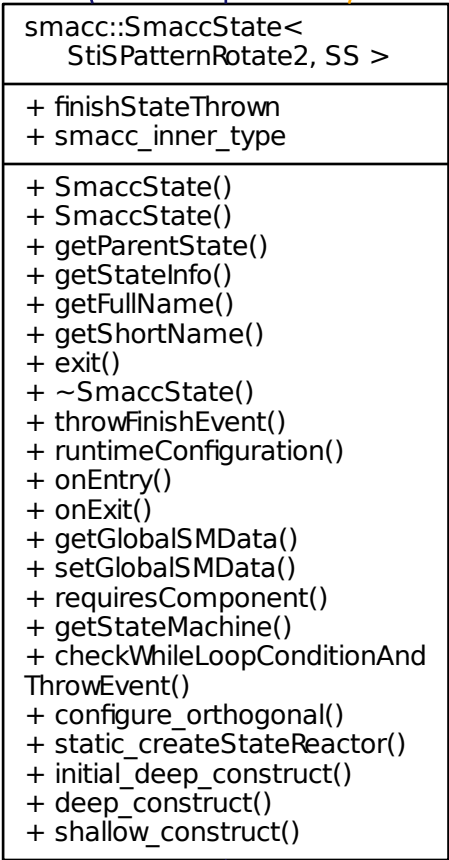 smacc::SmaccState<
StiSPatternRotate2, SS >
+ finishStateThrown
+ smacc_inner_type
+ SmaccState()
+ SmaccState()
+ getParentState()
+ getStateInfo()
+ getFullName()
+ getShortName()
+ exit()
+ ~SmaccState()
+ throwFinishEvent()
+ runtimeConfiguration()
+ onEntry()
+ onExit()
+ getGlobalSMData()
+ setGlobalSMData()
+ requiresComponent()
+ getStateMachine()
+ checkWhileLoopConditionAnd
ThrowEvent()
+ configure_orthogonal()
+ static_createStateReactor()
+ initial_deep_construct()
+ deep_construct()
+ shallow_construct()